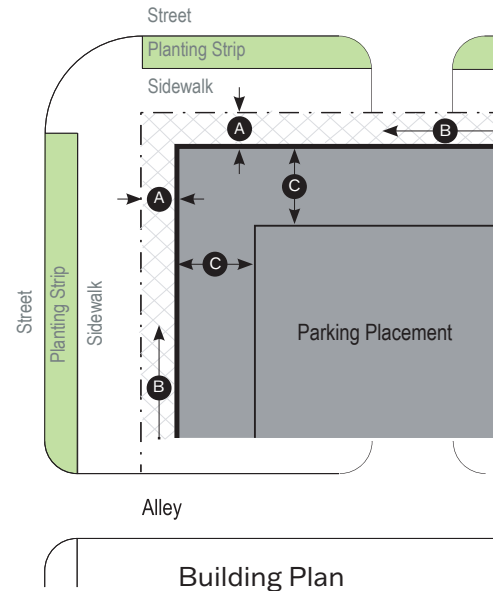 Street
Planting Strip
Sidewalk
A
B
C
A
C
Street
Planting Strip
Sidewalk
Parking Placement
B
Alley
Building Plan